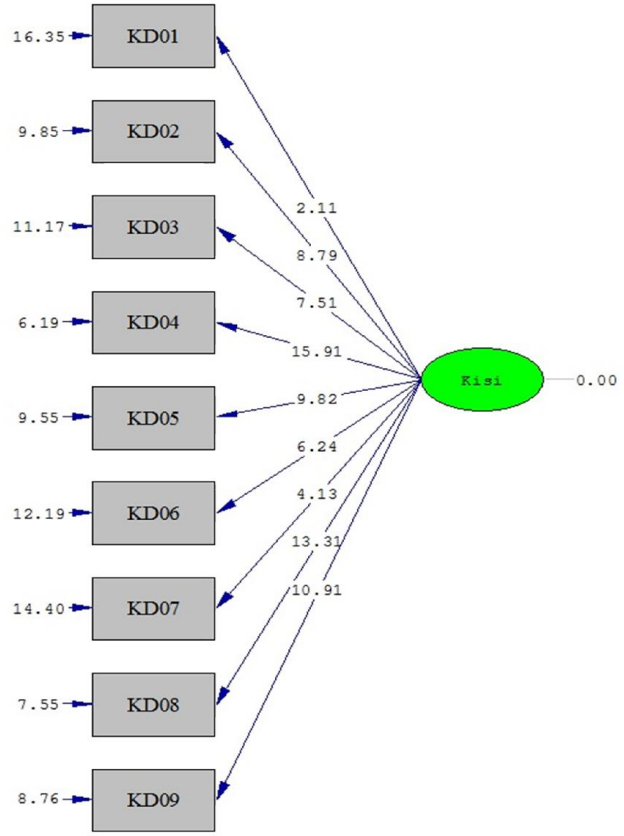 16.35 KD01
9.85 KD02
11.17 KD03
6.19 KD04
9.55 KD05
12.19 KD06
14.40 KD07
7.55 KD08
8.76 KD09
2.11
8.79
7.51
15.91
9.82
6.24
4.13
13.31
10.91
Kisi 0.00